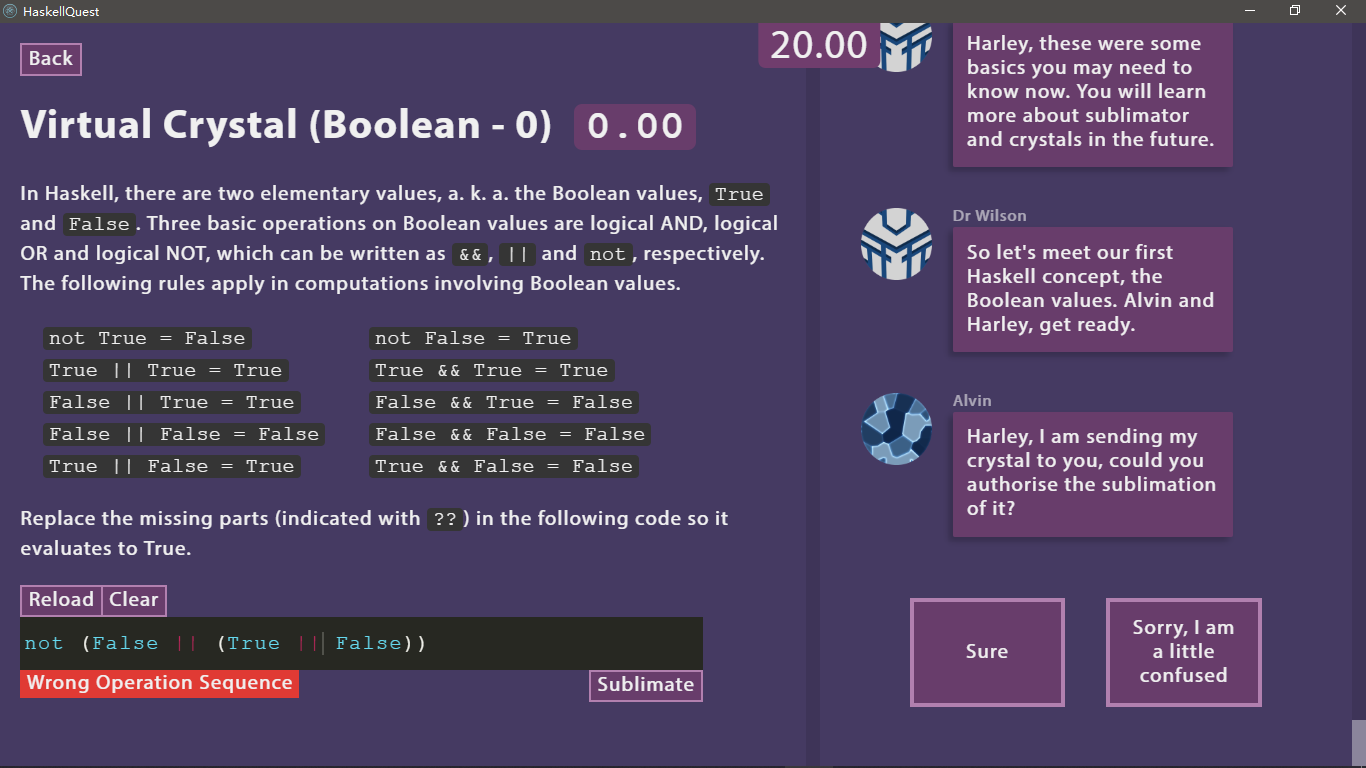 HaskellQuest
Back
20.00
Virtual Crystal (Boolean - 0) 0.00
In Haskell, there are two elementary values, a. k. a. the Boolean values, True
and False. Three basic operations on Boolean values are logical AND, logical
OR and logical NOT, which can be written as &&, || and not, respectively.
The following rules apply in computations involving Boolean values.
not True = False
not False = True
True || True = True
True && True = True
False || True = True
False && True = False
False || False = False
False && False = False
True || False = True
True && False = False
Replace the missing parts (indicated with ??) in the following code so it
evaluates to True.
Reload Clear
not (False || (True || False))
Wrong Operation Sequence
Sublimate
Harley, these were some
basics you may need to
know now. You will learn
more about sublimator
and crystals in the future.
Dr Wilson
So let's meet our first
Haskell concept, the
Boolean values. Alvin and
Harley, get ready.
Alvin
Harley, I am sending my
crystal to you, could you
authorise the sublimation
of it?
Sure
Sorry, I am
a little
confused